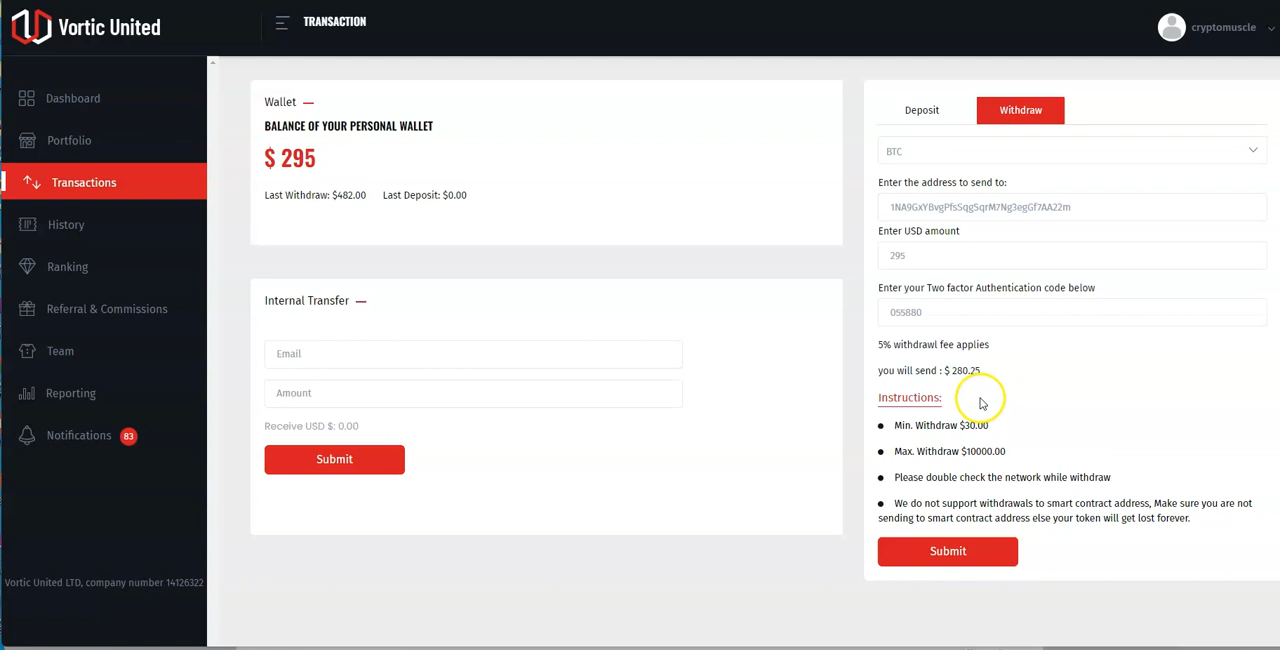 Vortic United
TRANSACTION
cryptomuscle
Dashboard
Portfolio
Transactions
History
Ranking
Referral & Commissions
Team
Reporting
Notifications 83
Vortic United LTD, company number 14126322
Wallet
BALANCE OF YOUR PERSONAL WALLET
$ 295
Last Withdraw: $482.00 Last Deposit: $0.00
Internal Transfer
Email
Amount
Receive USD $: 0.00
Submit
Deposit Withdraw
BTC
Enter the address to send to:
1NA9GxYBvgPfsSqgSqrM7Ng3egGf7AA22m
Enter USD amount
295
Enter your Two factor Authentication code below
055880
5% withdrawl fee applies
you will send : $ 280.25
Instructions:
Min. Withdraw $30.00
Max. Withdraw $10000.00
Please double check the network while withdraw
We do not support withdrawals to smart contract address, Make sure you are not
sending to smart contract address else your token will get lost forever.
Submit